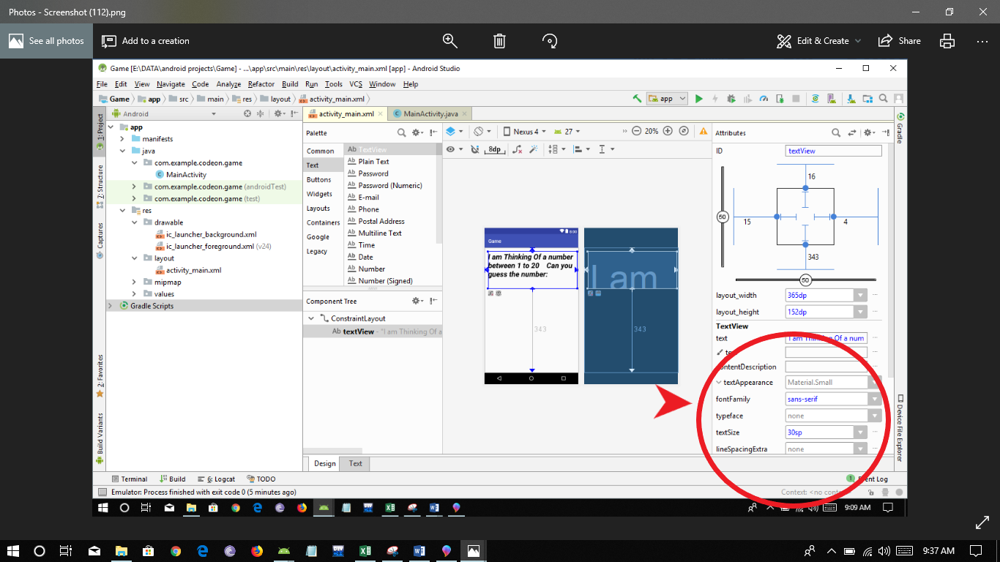 Photos - Screenshot (112).png
See all photos
Add to a creation
Edit & Create
Share
Game [E:\DATA\android projects\Game] - ...\app\src\main\res\layout\activity_main.xml [app] - Android Studio
File Edit View Navigate Code Analyze Refactor Build Run Tools VCS Window Help
Game app src main res layout activity_main.xml
app
1: Project
7: Structure
Captures
2: Favorites
Build Variants
Android
app
manifests
java
com.example.codeon.game
MainActivity
com.example.codeon.game (androidTest)
com.example.codeon.game (test)
res
drawable
ic_launcher_background.xml
ic_launcher_foreground.xml (v24)
layout
activity_main.xml
mipmap
values
Gradle Scripts
activity_main.xml
MainActivity.java
Palette
Common
Text
Buttons
Widgets
Layouts
Containers
Google
Legacy
Ab TextView
Ab Plain Text
Ab Password
Ab Password (Numeric)
Ab E-mail
Ab Phone
Ab Postal Address
Ab Multiline Text
Ab Time
Ab Date
Ab Number
Ab Number (Signed)
Component Tree
ConstraintLayout
Ab textView - "I am Thinking Of a
Design
Text
Nexus 4
27
20%
8dp
8:00
Game
I am Thinking Of a number
between 1 to 20 Can you
guess the number:
343
I am
343
Attributes
ID
textView
16
50
15
4
343
50
layout_width
365dp
layout_height
152dp
TextView
text
I am Thinking Of a num
contentDescription
textAppearance
Material.Small
fontFamily
sans-serif
typeface
none
textSize
30sp
lineSpacingExtra
none
Gradle
Device File Explorer
Terminal
Build
6: Logcat
TODO
1
Event Log
Emulator: Process finished with exit code 0 (5 minutes ago)
Context: <no conte
9:09 AM
9:37 AM